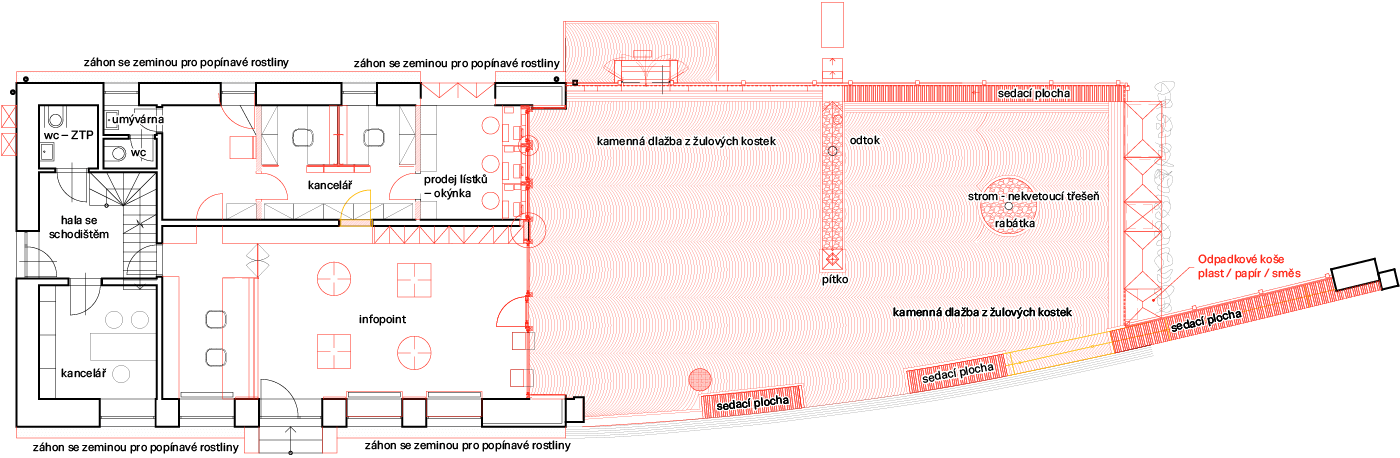 záhon se zeminou pro popínavé rostliny
záhon se zeminou pro popínavé rostliny
sedací plocha
umývárna
wc – ZTP
wc
kamenná dlažba z žulových kostek
odtok
kancelář
prodej lístků
– okýnka
strom - nekvetoucí třešeň
rabátka
hala se
schodištěm
pítko
Odpadkové koše
plast / papír / směs
infopoint
kamenná dlažba z žulových kostek
sedací plocha
kancelář
sedací plocha
sedací plocha
záhon se zeminou pro popínavé rostliny
záhon se zeminou pro popínavé rostliny